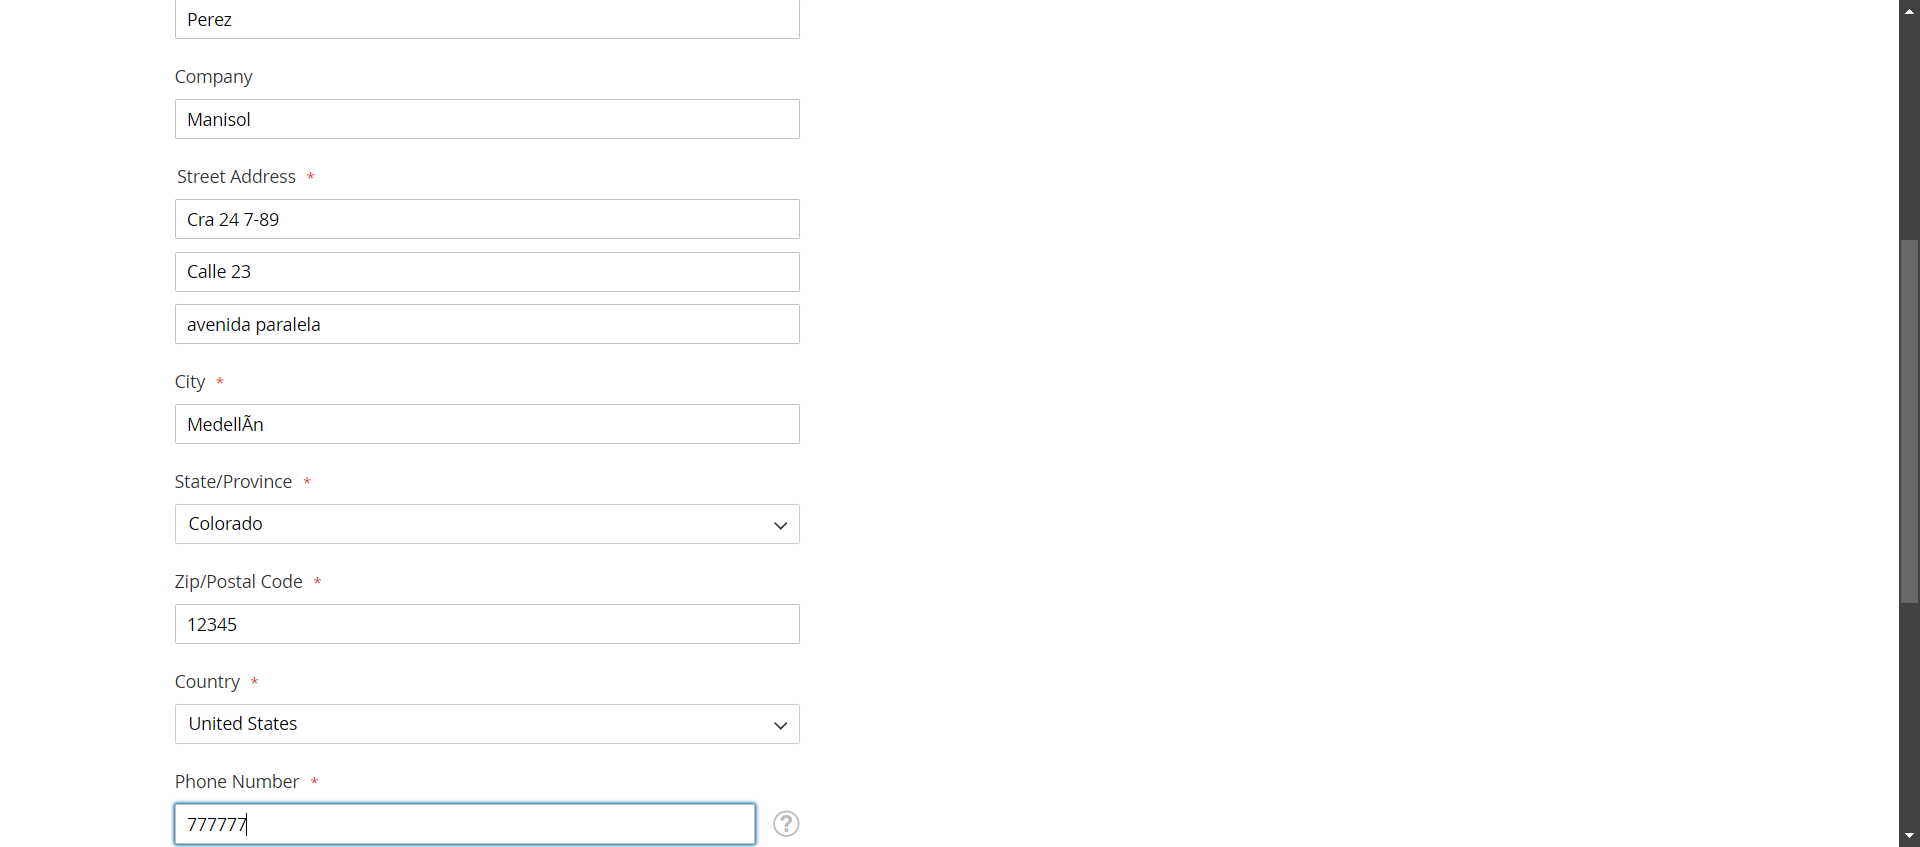 Perez
Company
Manisol
Street Address *
Cra 24 7-89
Calle 23
avenida paralela
City *
MedellÃn
State/Province *
Colorado
Zip/Postal Code *
12345
Country *
United States
Phone Number *
777777
?